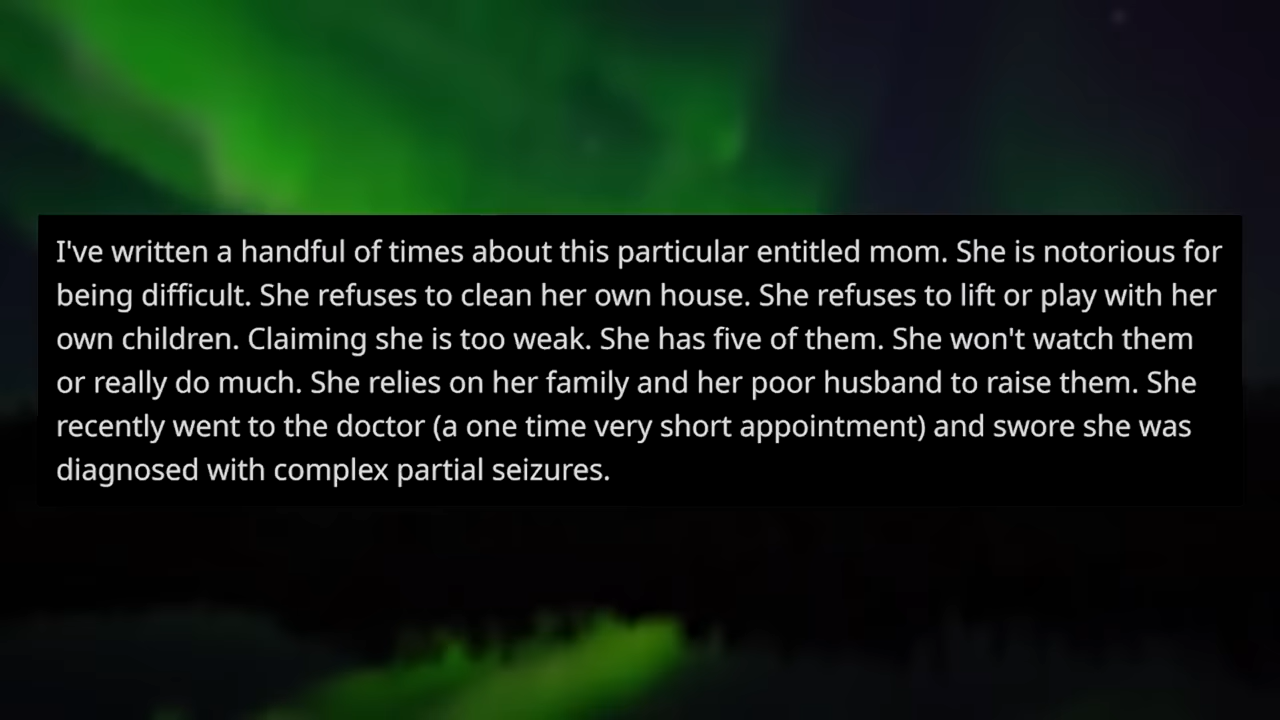 I've written a handful of times about this particular entitled mom. She is notorious for
being difficult. She refuses to clean her own house. She refuses to lift or play with her
own children. Claiming she is too weak. She has five of them. She won't watch them
or really do much. She relies on her family and her poor husband to raise them. She
recently went to the doctor (a one time very short appointment) and swore she was
diagnosed with complex partial seizures.